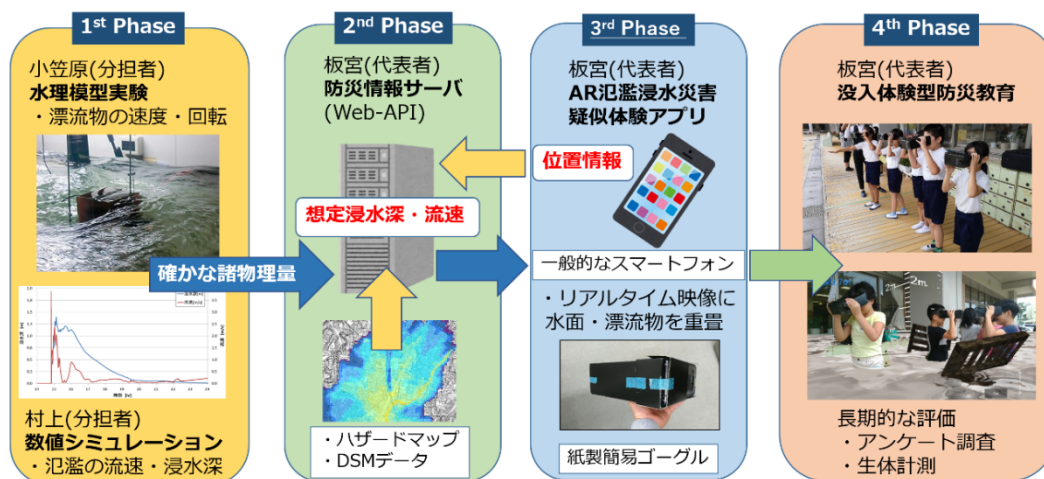 1st Phase
小笠原(分担者)
水理模型実験
・漂流物の速度・回転
確かな諸物理量
村上(分担者)
数値シミュレーション
・氾濫の流速・浸水深
2nd Phase
板宮(代表者)
防災情報サーバ
(Web-API)
想定浸水深・流速
・ハザードマップ
・DSMデータ
3rd Phase
板宮(代表者)
AR氾濫浸水災害
疑似体験アプリ
位置情報
一般的なスマートフォン
・リアルタイム映像に
水面・漂流物を重畳
紙製簡易ゴーグル
4th Phase
板宮(代表者)
没入体験型防災教育
2m
長期的な評価
・アンケート調査
・生体計測